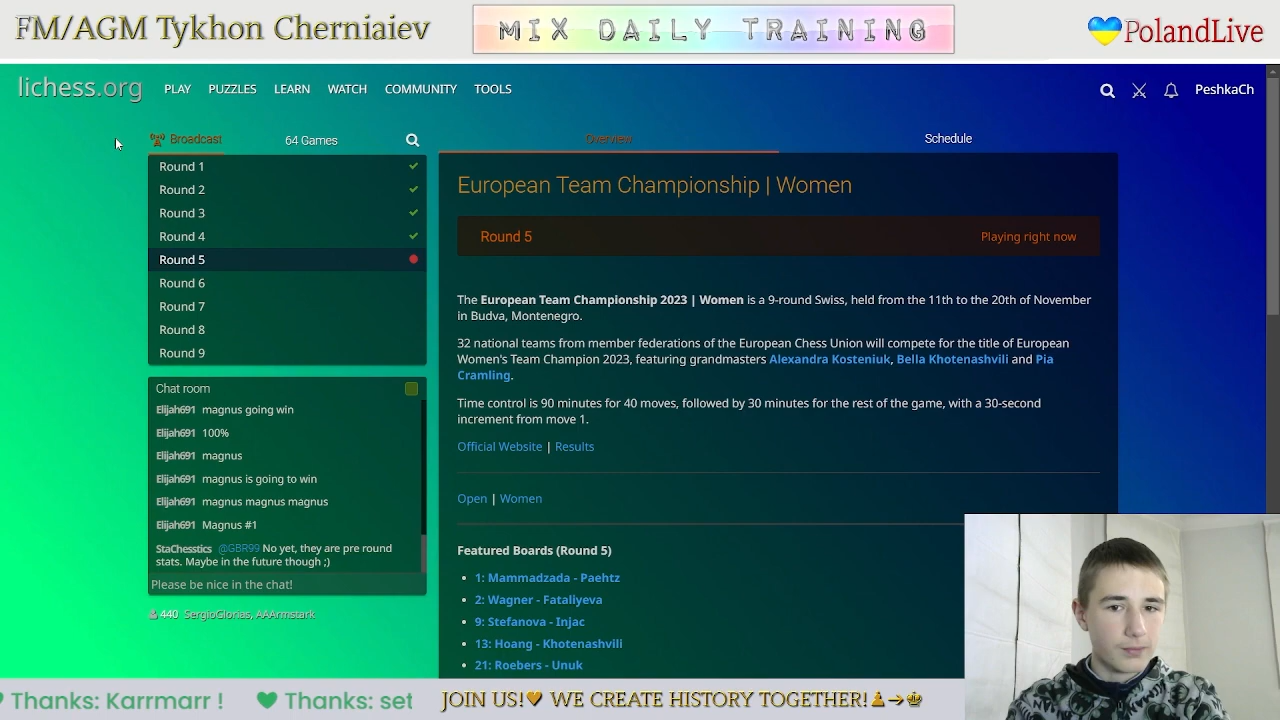 FM/AGM Tykhon Cherniaiev
MIX DAILY TRAINING
PolandLive
lichess.org
PLAY PUZZLES LEARN WATCH COMMUNITY TOOLS
PeshkaCh
Broadcast 64 Games
Round 1
Round 2
Round 3
Round 4
Round 5
Round 6
Round 7
Round 8
Round 9
Chat room
Elijah691 magnus going win
Elijah691 100%
Elijah691 magnus
Elijah691 magnus is going to win
Elijah691 magnus magnus magnus
Elijah691 Magnus #1
StaChesstics @GBR99 No yet, they are pre round
stats. Maybe in the future though ;)
Please be nice in the chat!
440 SergioGlorias, AAArmstark
Overview Schedule
European Team Championship | Women
Round 5 Playing right now
The European Team Championship 2023 | Women is a 9-round Swiss, held from the 11th to the 20th of November
in Budva, Montenegro.
32 national teams from member federations of the European Chess Union will compete for the title of European
Women's Team Champion 2023, featuring grandmasters Alexandra Kosteniuk, Bella Khotenashvili and Pia
Cramling.
Time control is 90 minutes for 40 moves, followed by 30 minutes for the rest of the game, with a 30-second
increment from move 1.
Official Website | Results
Open | Women
Featured Boards (Round 5)
1: Mammadzada - Paehtz
2: Wagner - Fataliyeva
9: Stefanova - Injac
13: Hoang - Khotenashvili
21: Roebers - Unuk
Thanks: Karrmarr ! Thanks: set
JOIN US!🧡 WE CREATE HISTORY TOGETHER!♟→♚